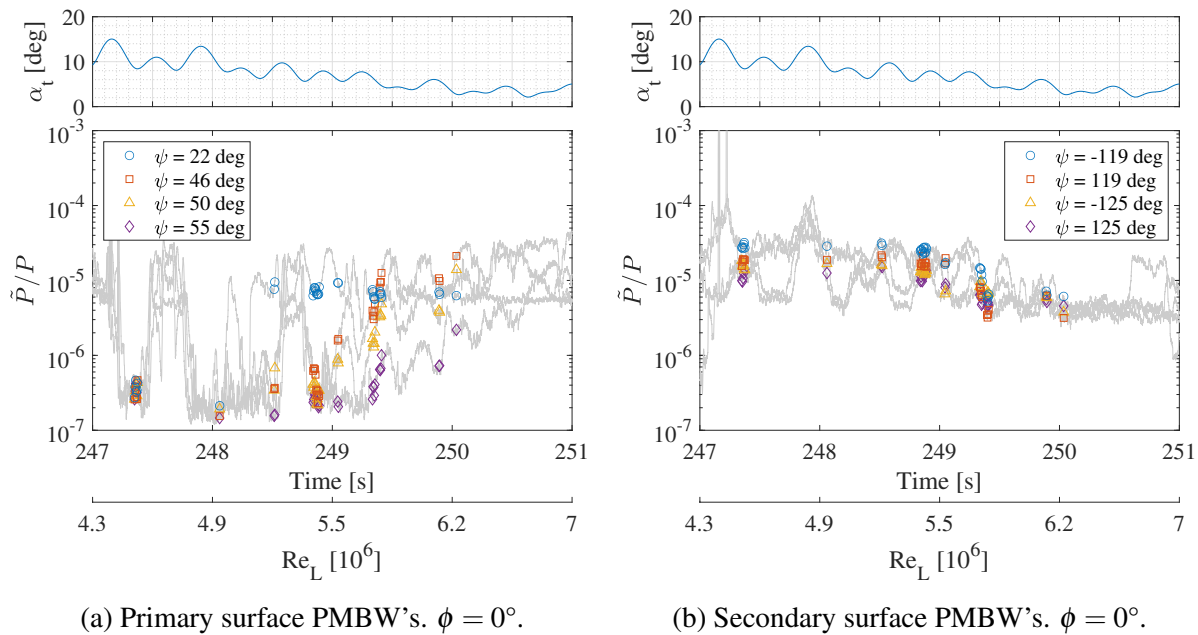 20
10
0
α_t [deg]
10^-3
10^-4
10^-5
10^-6
10^-7
P̃/P
ψ = 22 deg
ψ = 46 deg
ψ = 50 deg
ψ = 55 deg
247 248 249 250 251
Time [s]
4.3 4.9 5.5 6.2 7
Re_L [10^6]
(a) Primary surface PMBW's. ϕ = 0°.
20
10
0
α_t [deg]
10^-3
10^-4
10^-5
10^-6
10^-7
P̃/P
ψ = -119 deg
ψ = 119 deg
ψ = -125 deg
ψ = 125 deg
247 248 249 250 251
Time [s]
4.3 4.9 5.5 6.2 7
Re_L [10^6]
(b) Secondary surface PMBW's. ϕ = 0°.